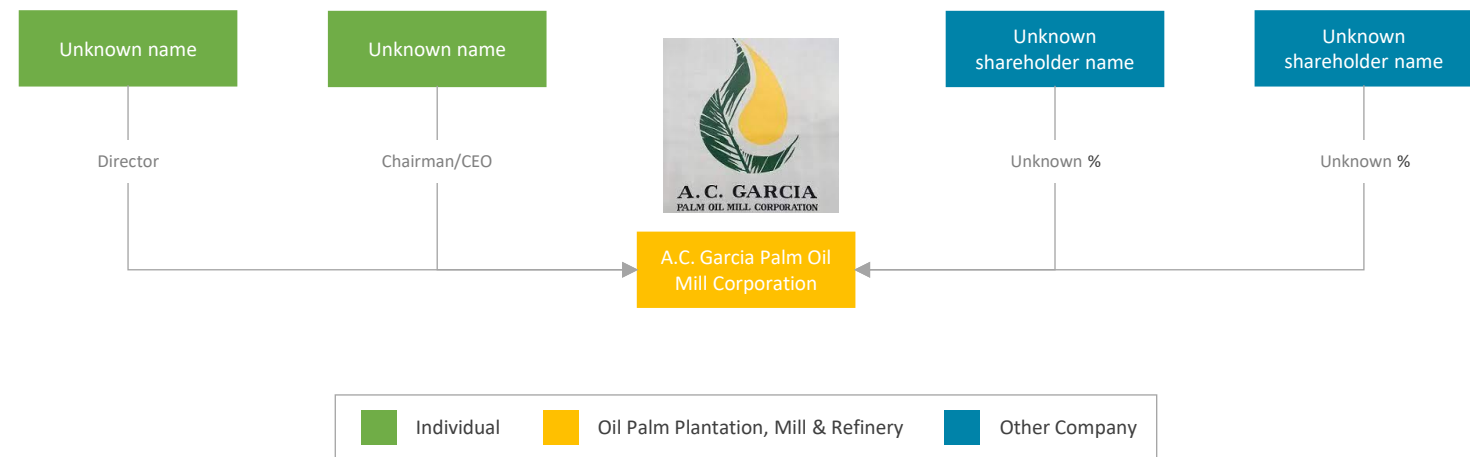 Unknown name
Unknown name
Unknown
shareholder name
Unknown
shareholder name
Director
Chairman/CEO
A.C. GARCIA
PALM OIL MILL CORPORATION
Unknown %
Unknown %
A.C. Garcia Palm Oil
Mill Corporation
Individual
Oil Palm Plantation, Mill & Refinery
Other Company